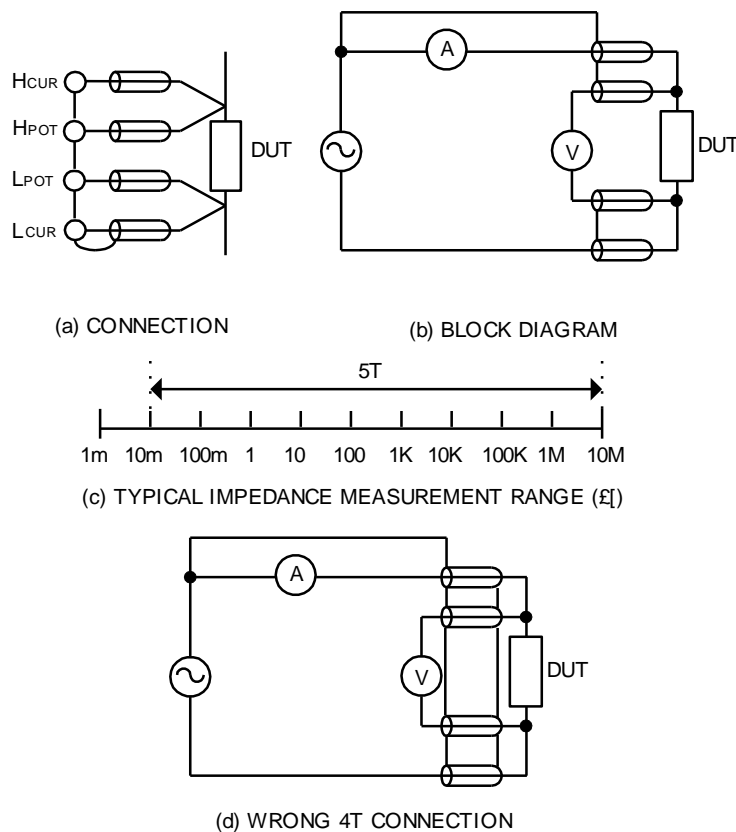 A
HCUR
HPOT
DUT
LPOT
LCUR
V
DUT
(a) CONNECTION
(b) BLOCK DIAGRAM
5T
1m 10m 100m 1 10 100 1K 10K 100K 1M 10M
(c) TYPICAL IMPEDANCE MEASUREMENT RANGE (£[)
A
V
DUT
(d) WRONG 4T CONNECTION